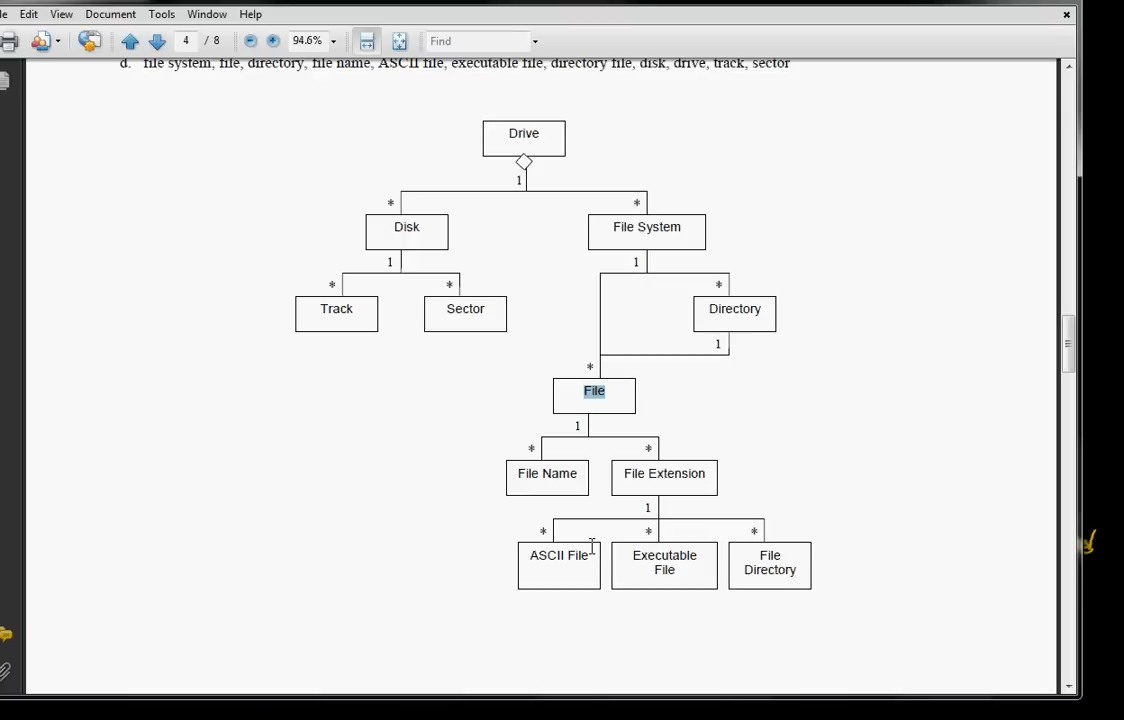 le Edit View Document Tools Window Help
4 / 8 94.6% Find
d. file system, file, directory, file name, ASCII file, executable file, directory file, disk, drive, track, sector
Drive
1
* *
Disk File System
1 1
* * *
Track Sector Directory
1
*
File
1
* *
File Name File Extension
1
* * *
ASCII File Executable File
File Directory